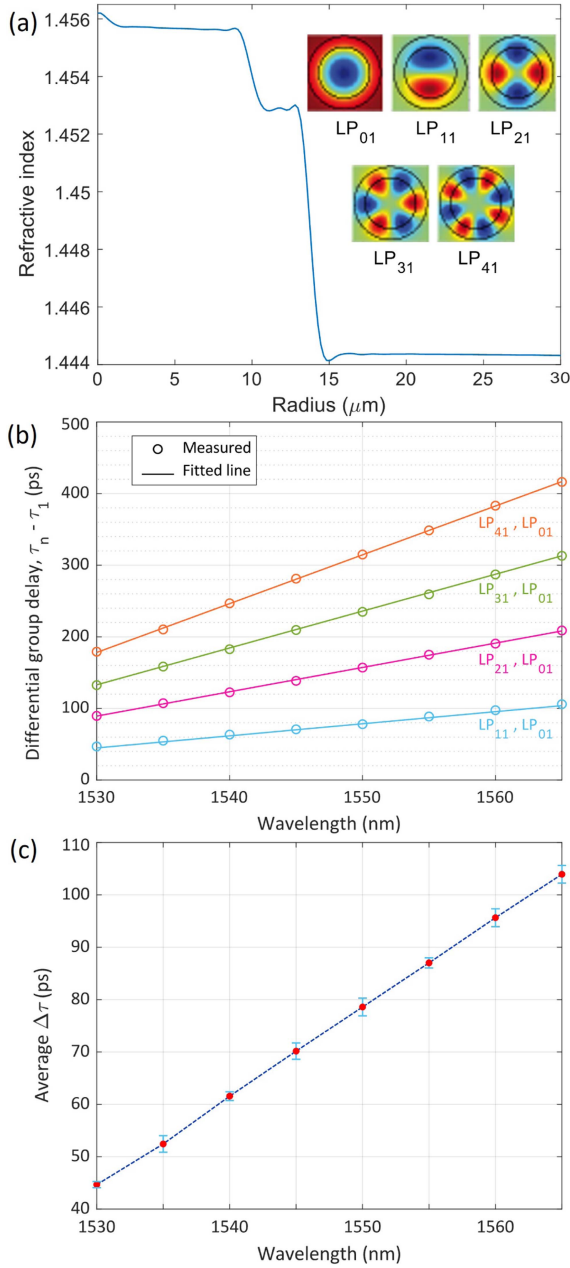 (a)
1.456
1.454
1.452
1.45
1.448
1.446
1.444
Refractive index
LP01 LP11 LP21
LP31 LP41
0 5 10 15 20 25 30
Radius (μm)
(b)
500
400
300
200
100
0
Differential group delay, τn - τ1 (ps)
Measured
Fitted line
LP41 , LP01
LP31 , LP01
LP21 , LP01
LP11 , LP01
1530 1540 1550 1560
Wavelength (nm)
(c)
110
100
90
80
70
60
50
40
Average Δτ (ps)
1530 1540 1550 1560
Wavelength (nm)